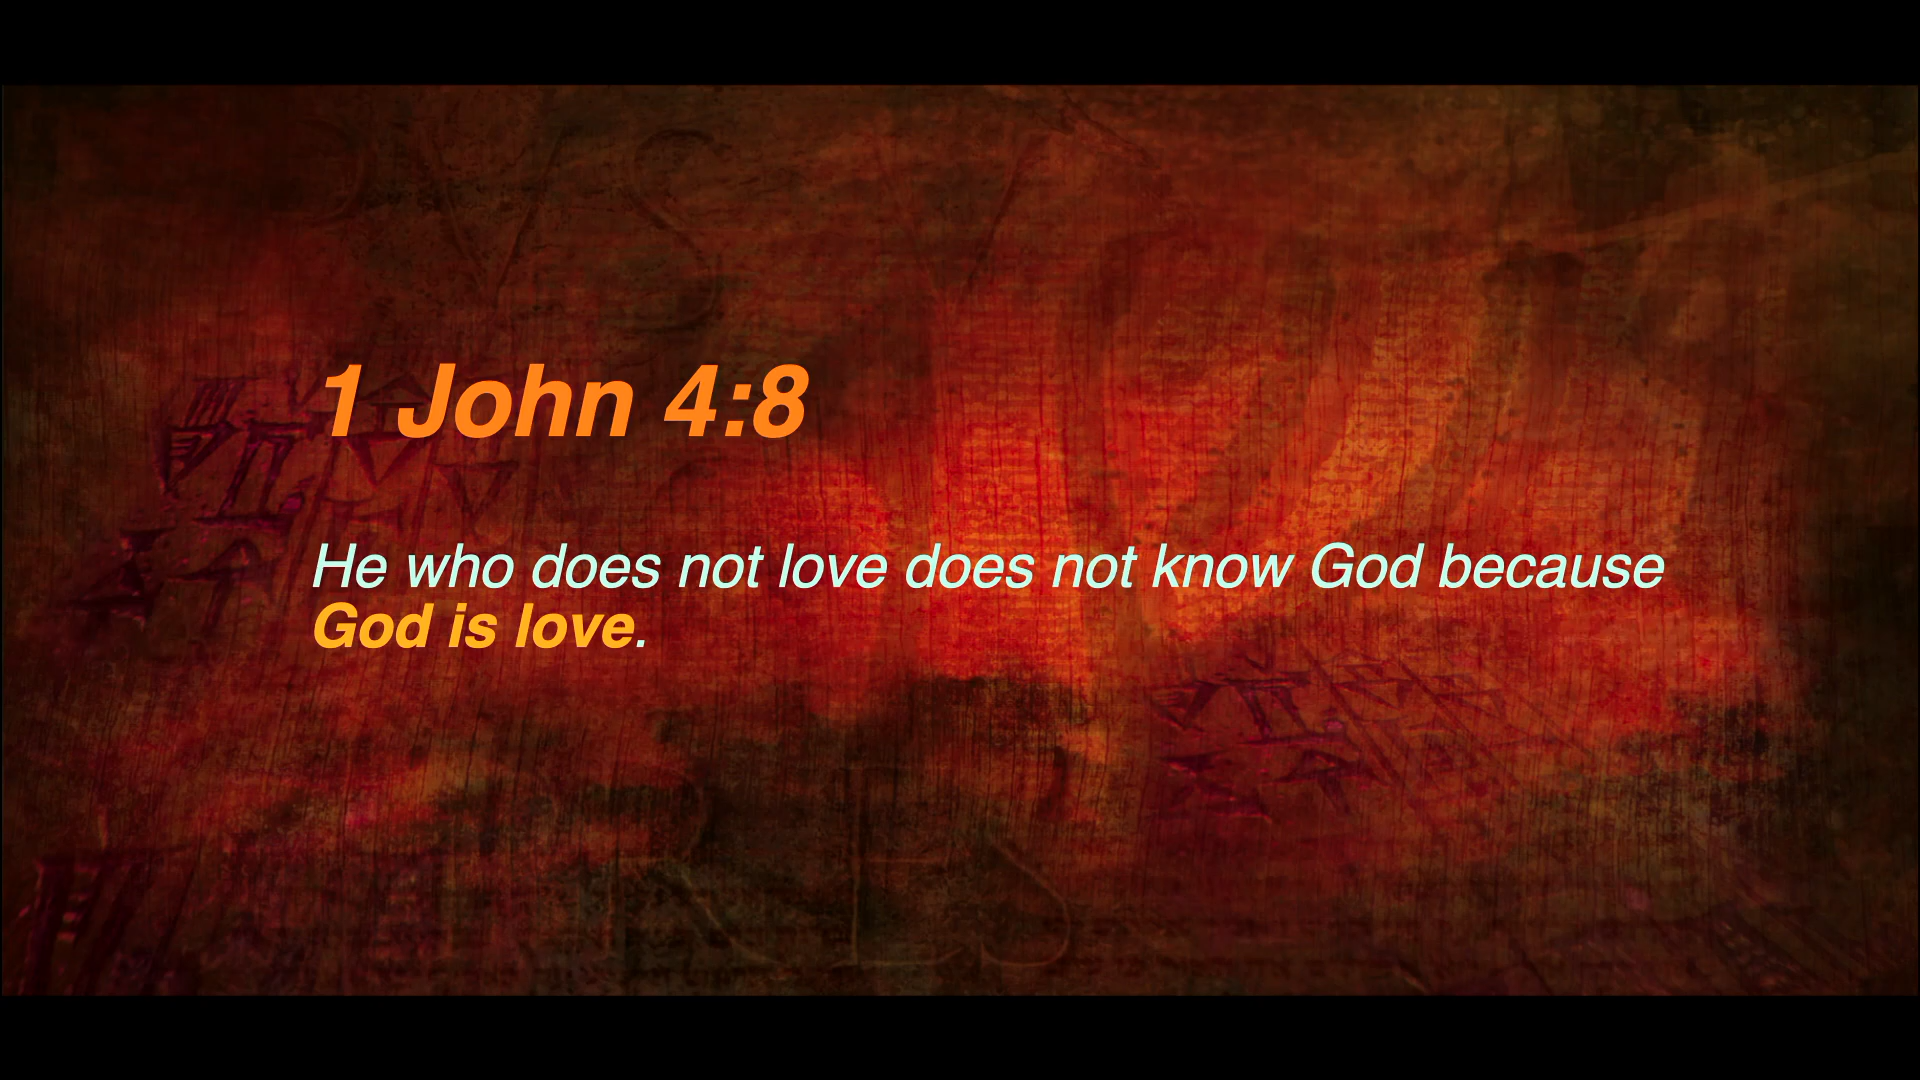 1 John 4:8
He who does not love does not know God because
God is love.